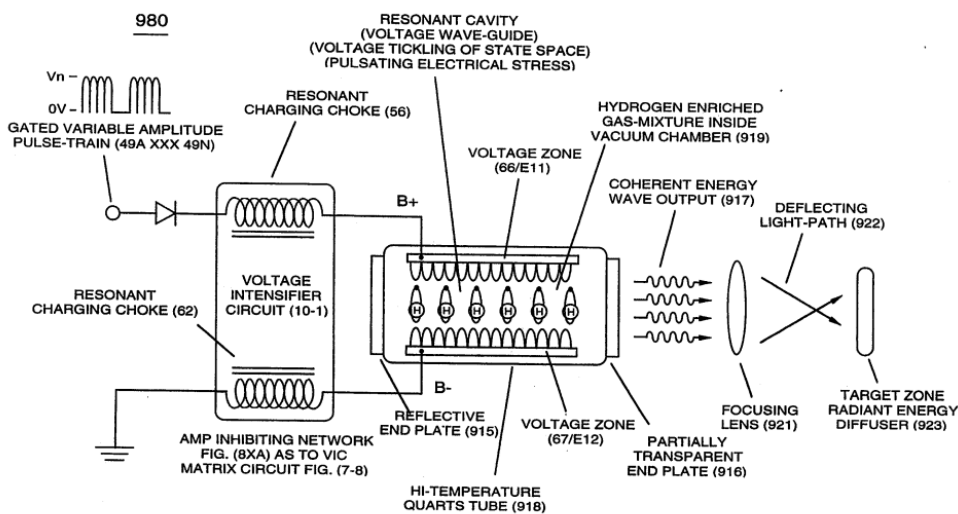 980
RESONANT CAVITY
(VOLTAGE WAVE-GUIDE)
(VOLTAGE TICKLING OF STATE SPACE)
(PULSATING ELECTRICAL STRESS)
Vn
0V
GATED VARIABLE AMPLITUDE
PULSE-TRAIN (49A XXX 49N)
RESONANT
CHARGING CHOKE (56)
HYDROGEN ENRICHED
GAS-MIXTURE INSIDE
VACUUM CHAMBER (919)
VOLTAGE ZONE
(66/E11)
COHERENT ENERGY
WAVE OUTPUT (917)
DEFLECTING
LIGHT-PATH (922)
B+
VOLTAGE
INTENSIFIER
CIRCUIT (10-1)
RESONANT
CHARGING CHOKE (62)
H H H H H H
B-
REFLECTIVE
END PLATE (915)
VOLTAGE ZONE
(67/E12)
FOCUSING
LENS (921)
TARGET ZONE
RADIANT ENERGY
DIFFUSER (923)
AMP INHIBITING NETWORK
FIG. (8XA) AS TO VIC
MATRIX CIRCUIT FIG. (7-8)
PARTIALLY
TRANSPARENT
END PLATE (916)
HI-TEMPERATURE
QUARTS TUBE (918)